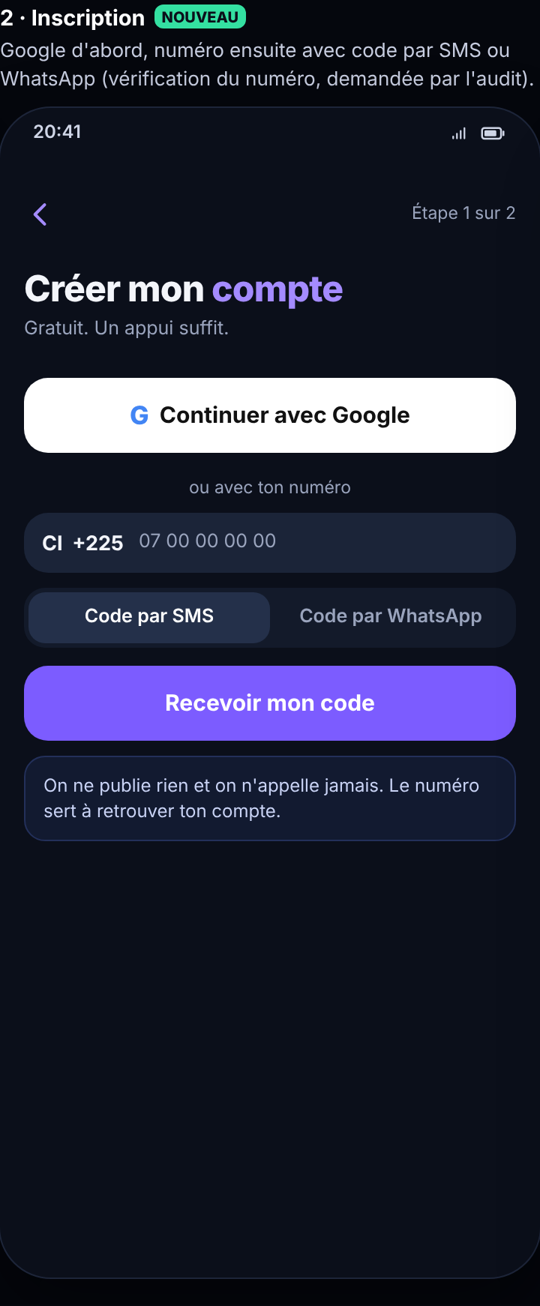 2 · Inscription NOUVEAU
Google d'abord, numéro ensuite avec code par SMS ou
WhatsApp (vérification du numéro, demandée par l'audit).
20:41
Étape 1 sur 2
Créer mon compte
Gratuit. Un appui suffit.
G Continuer avec Google
ou avec ton numéro
CI +225 07 00 00 00 00
Code par SMS Code par WhatsApp
Recevoir mon code
On ne publie rien et on n'appelle jamais. Le numéro
sert à retrouver ton compte.